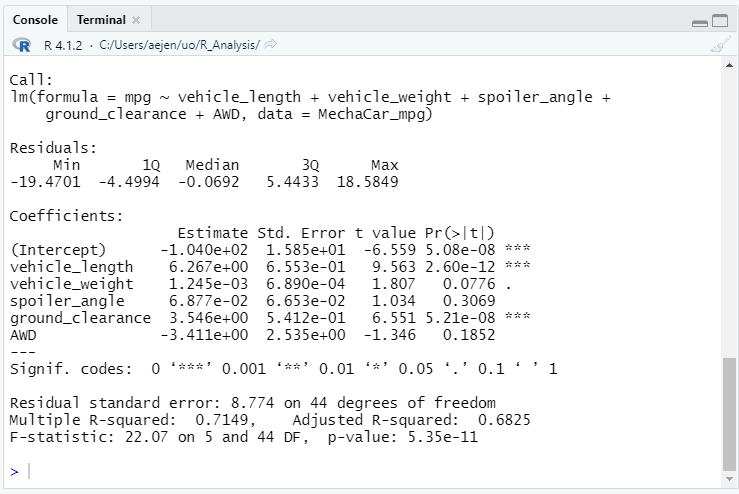 Console Terminal
R 4.1.2 · C:/Users/aejen/uo/R_Analysis/
Call:
lm(formula = mpg ~ vehicle_length + vehicle_weight + spoiler_angle +
    ground_clearance + AWD, data = MechaCar_mpg)
Residuals:
     Min       1Q   Median       3Q      Max
-19.4701  -4.4994  -0.0692   5.4433  18.5849
Coefficients:
                   Estimate Std. Error t value Pr(>|t|)
(Intercept)      -1.040e+02  1.585e+01  -6.559 5.08e-08 ***
vehicle_length    6.267e+00  6.553e-01   9.563 2.60e-12 ***
vehicle_weight    1.245e-03  6.890e-04   1.807   0.0776 .
spoiler_angle     6.877e-02  6.653e-02   1.034   0.3069
ground_clearance  3.546e+00  5.412e-01   6.551 5.21e-08 ***
AWD              -3.411e+00  2.535e+00  -1.346   0.1852
---
Signif. codes:  0 ‘***’ 0.001 ‘**’ 0.01 ‘*’ 0.05 ‘.’ 0.1 ‘ ’ 1
Residual standard error: 8.774 on 44 degrees of freedom
Multiple R-squared:  0.7149,    Adjusted R-squared:  0.6825
F-statistic: 22.07 on 5 and 44 DF,  p-value: 5.35e-11
>